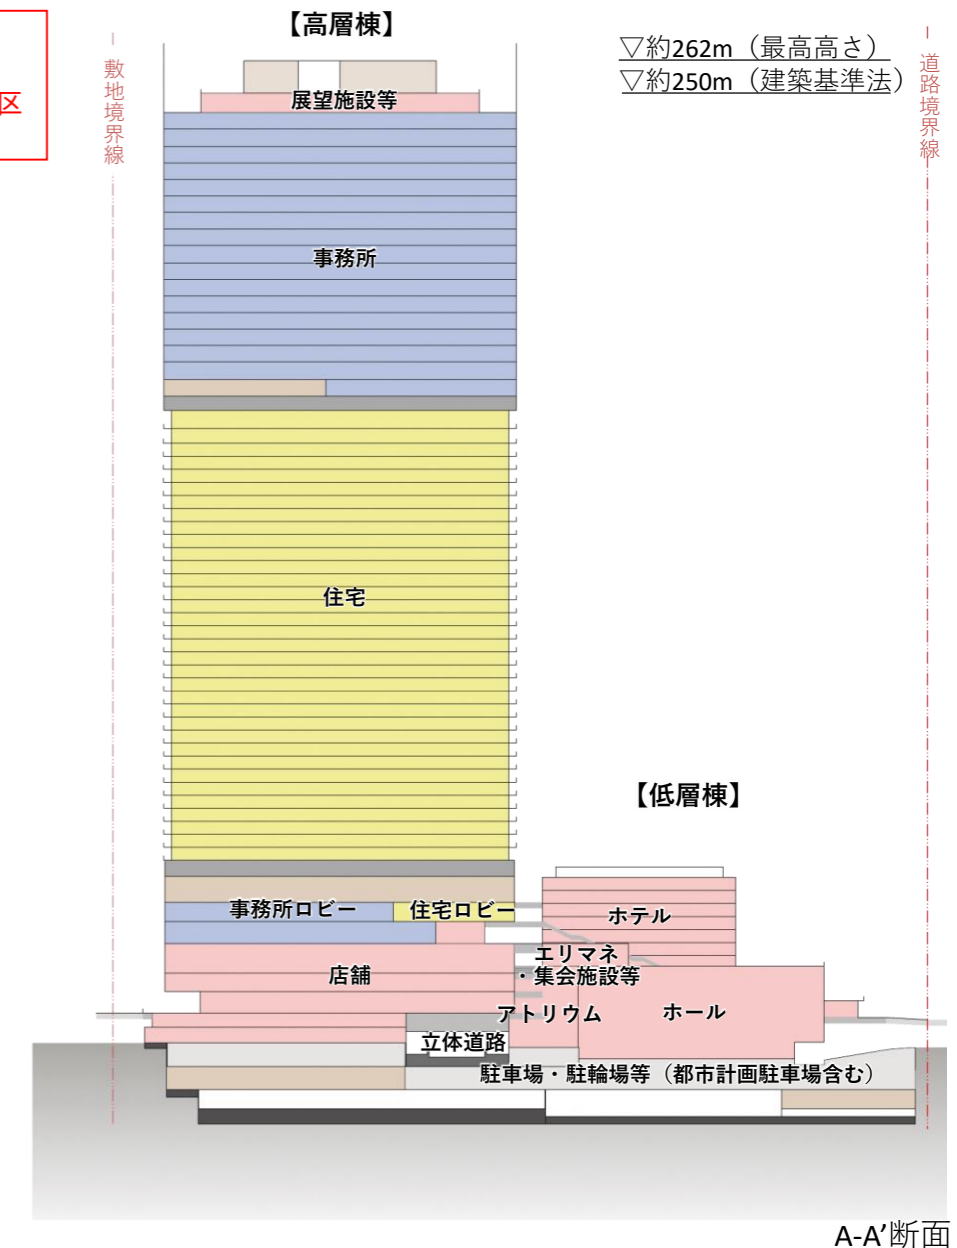 【高層棟】
▽約262m（最高高さ）
▽約250m（建築基準法）
区
敷地境界線
道路境界線
展望施設等
事務所
住宅
【低層棟】
事務所ロビー
住宅ロビー
ホテル
エリマネ
・集会施設等
店舗
アトリウム
ホール
立体道路
駐車場・駐輪場等（都市計画駐車場含む）
A-A’断面